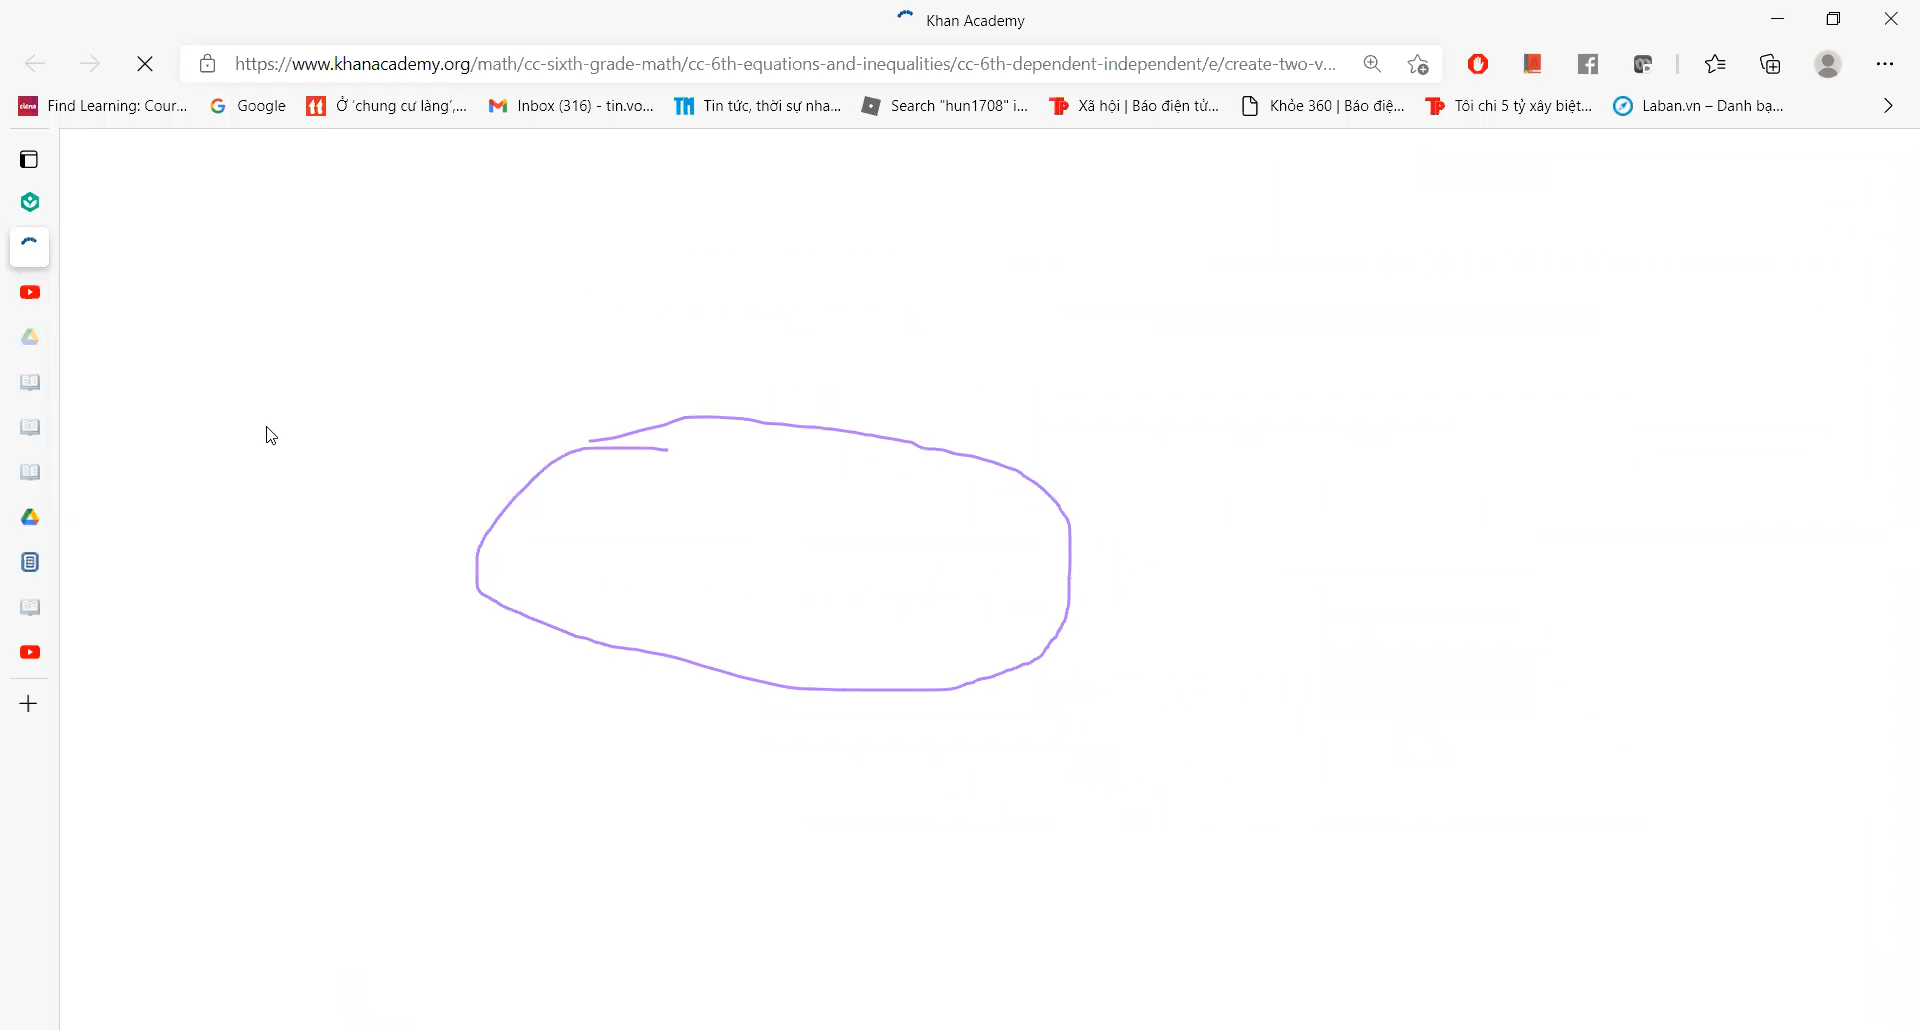 Khan Academy
https://www.khanacademy.org/math/cc-sixth-grade-math/cc-6th-equations-and-inequalities/cc-6th-dependent-independent/e/create-two-v...
Find Learning: Cour... Google Ở 'chung cư làng',... Inbox (316) - tin.vo... Tin tức, thời sự nha... Search "hun1708" i... Xã hội | Báo điện tử... Khỏe 360 | Báo điệ... Tôi chi 5 tỷ xây biệt... Laban.vn – Danh bạ...